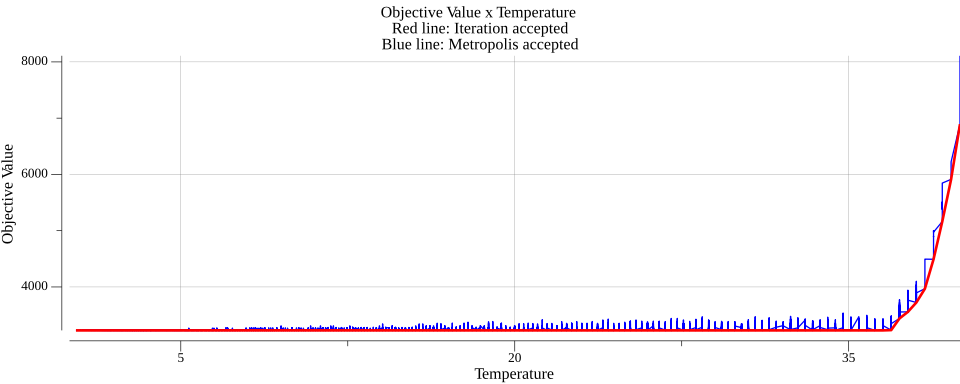 Objective Value x Temperature
Red line: Iteration accepted
Blue line: Metropolis accepted
8000
6000
4000
Objective Value
5
20
35
Temperature